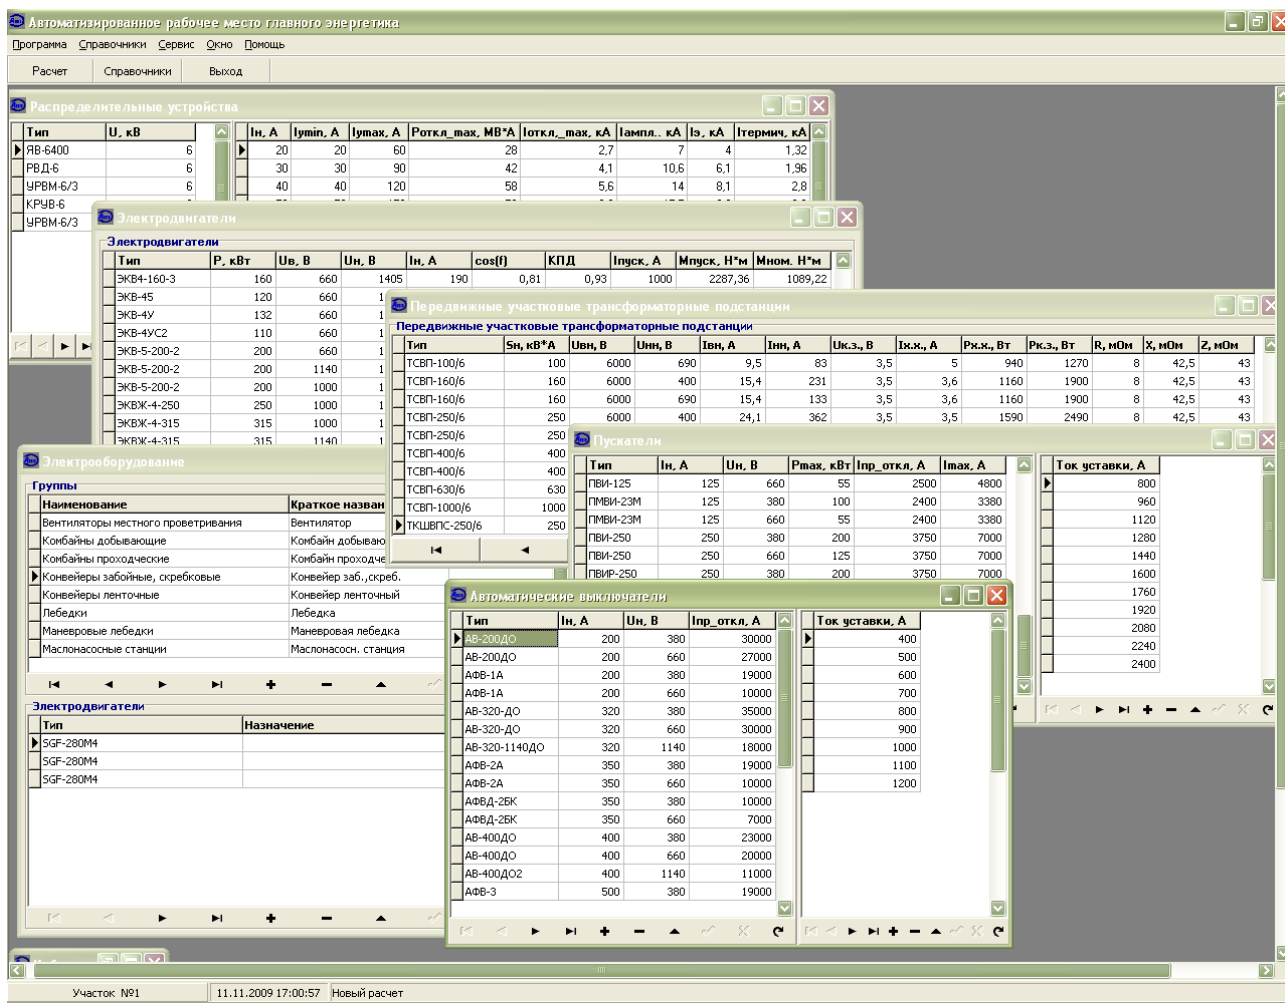 Автоматизированное рабочее место главного энергетика
Программа Справочники Сервис Окно Помощь
Расчет Справочники Выход
Распределительные устройства
Тип U, кВ Iн, А Iymin, А Iymax, А Pоткл_max, МВ*А Iоткл,_max, кА Iампл.. кА Iэ, кА Iтермич, кА
ЯВ-6400 6 20 20 60 28 2,7 7 4 1,32
РВД-6 6 30 30 90 42 4,1 10,6 6,1 1,96
УРВМ-6/3 6 40 40 120 58 5,6 14 8,1 2,8
КРУВ-6
УРВМ-6/3
Электродвигатели
Электродвигатели
Тип P, кВт Uв, В Uн, В Iн, А cos(f) КПД Iпуск, А Mпуск, Н*м Mном. Н*м
ЭКВ4-160-3 160 660 1405 190 0,81 0,93 1000 2287,36 1089,22
ЭКВ-45 120 660 1
ЭКВ-4У 132 660 1
ЭКВ-4УС2 110 660 1
ЭКВ-5-200-2 200 660 1
ЭКВ-5-200-2 200 1140 1
ЭКВ-5-200-2 200 1000 1
ЭКВЖ-4-250 250 1000 1
ЭКВЖ-4-315 315 1000 1
ЭКВЖ-4-315 315 1140 1
Передвижные участковые трансформаторные подстанции
Передвижные участковые трансформаторные подстанции
Тип Sн, кВ*А Uвн, В Uнн, В Iвн, А Iнн, А Uк.з., В Iх.х., А Pх.х., Вт Pк.з., Вт R, мОм X, мОм Z, мОм
ТСВП-100/6 100 6000 690 9,5 83 3,5 5 940 1270 8 42,5 43
ТСВП-160/6 160 6000 400 15,4 231 3,5 3,6 1160 1900 8 42,5 43
ТСВП-160/6 160 6000 690 15,4 133 3,5 3,6 1160 1900 8 42,5 43
ТСВП-250/6 250 6000 400 24,1 362 3,5 3,5 1590 2490 8 42,5 43
ТСВП-250/6 250
ТСВП-400/6 400
ТСВП-400/6 400
ТСВП-630/6 630
ТСВП-1000/6 1000
ТКШВПС-250/6 250
Пускатели
Тип Iн, А Uн, В Pmax, кВт Iпр_откл, А Imax, А
ПВИ-125 125 660 55 2500 4800
ПМВИ-23М 125 380 100 2400 3380
ПМВИ-23М 125 660 55 2400 3380
ПВИ-250 250 380 200 3750 7000
ПВИ-250 250 660 125 3750 7000
ПВИР-250 250 380 200 3750 7000
Ток уставки, А
800
960
1120
1280
1440
1600
1760
1920
2080
2240
2400
Электрооборудование
Группы
Наименование Краткое назван
Вентиляторы местного проветривания Вентилятор
Комбайны добывающие Комбайн добываю
Комбайны проходческие Комбайн проходче
Конвейеры забойные, скребковые Конвейер заб.,скреб.
Конвейеры ленточные Конвейер ленточный
Лебедки Лебедка
Маневровые лебедки Маневровая лебедка
Маслонасосные станции Маслонасосн. станция
Электродвигатели
Тип Назначение
SGF-280M4
SGF-280M4
SGF-280M4
Автоматические выключатели
Тип Iн, А Uн, В Iпр_откл, А
АВ-200ДО 200 380 30000
АВ-200ДО 200 660 27000
АФВ-1А 200 380 19000
АФВ-1А 200 660 10000
АВ-320-ДО 320 380 35000
АВ-320-ДО 320 660 30000
АВ-320-1140ДО 320 1140 18000
АФВ-2А 350 380 19000
АФВ-2А 350 660 10000
АФВД-2БК 350 380 10000
АФВД-2БК 350 660 7000
АВ-400ДО 400 380 23000
АВ-400ДО 400 660 20000
АВ-400ДО2 400 1140 11000
АФВ-3 500 380 19000
Ток уставки, А
400
500
600
700
800
900
1000
1100
1200
Участок №1 11.11.2009 17:00:57 Новый расчет